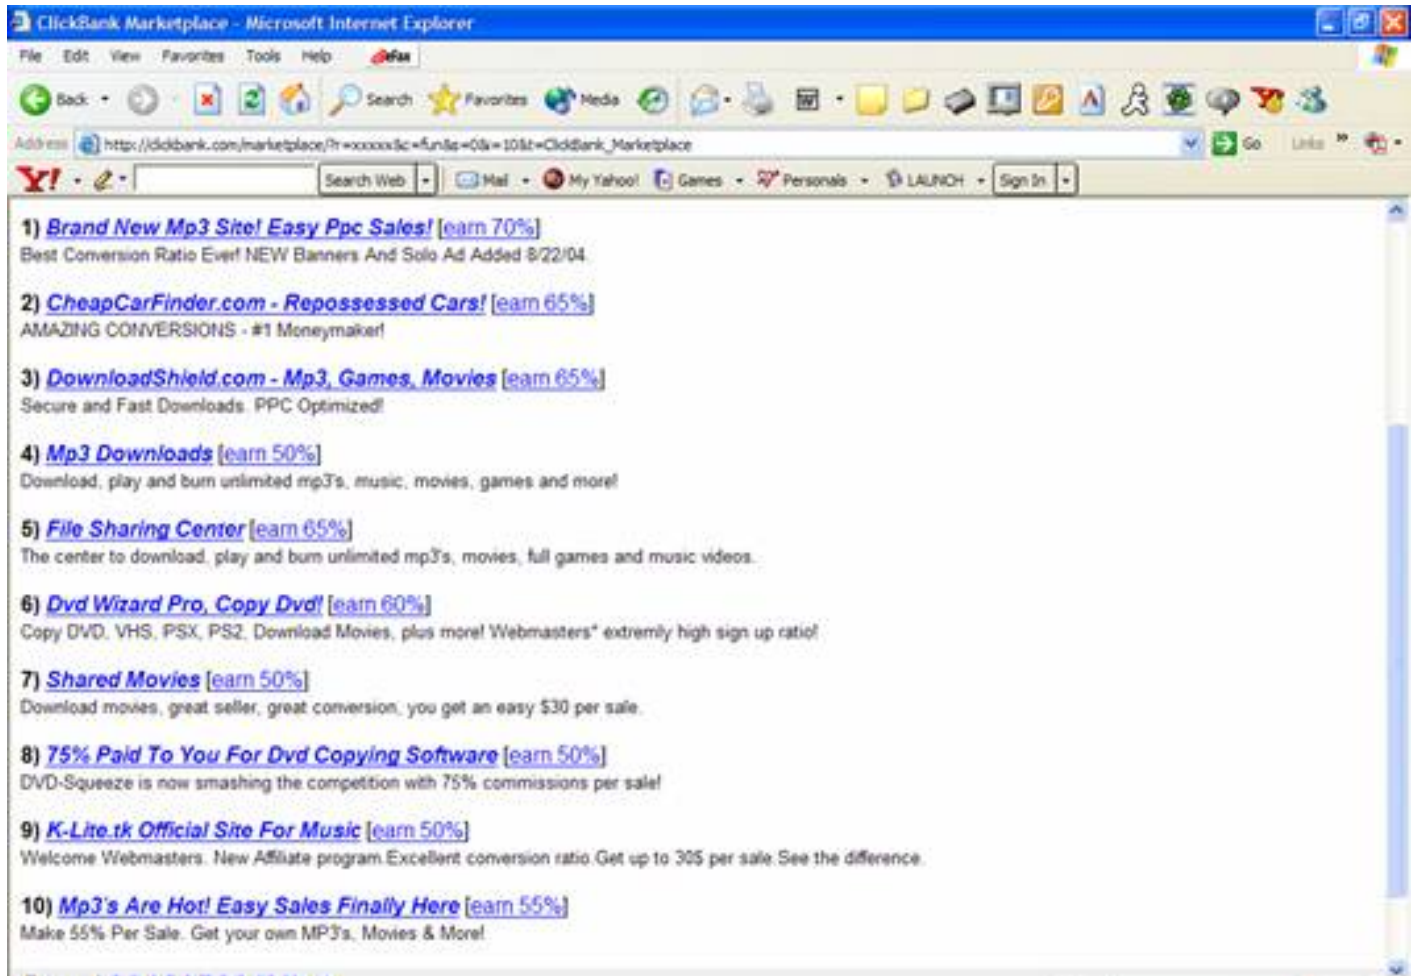 ClickBank Marketplace - Microsoft Internet Explorer
File Edit View Favorites Tools Help eFax
Back Search Favorites Media
Address http://clickbank.com/marketplace/?r=xxxxx&c=fun&s=0&x=10&t=ClickBank_Marketplace Go Links »
Y! Search Web Mail My Yahoo! Games Personals LAUNCH Sign In
1) Brand New Mp3 Site! Easy Ppc Sales! [earn 70%]
Best Conversion Ratio Ever! NEW Banners And Solo Ad Added 8/22/04.
2) CheapCarFinder.com - Repossessed Cars! [earn 65%]
AMAZING CONVERSIONS - #1 Moneymaker!
3) DownloadShield.com - Mp3, Games, Movies [earn 65%]
Secure and Fast Downloads. PPC Optimized!
4) Mp3 Downloads [earn 50%]
Download, play and burn unlimited mp3's, music, movies, games and more!
5) File Sharing Center [earn 65%]
The center to download, play and burn unlimited mp3's, movies, full games and music videos.
6) Dvd Wizard Pro, Copy Dvd! [earn 60%]
Copy DVD, VHS, PSX, PS2, Download Movies, plus more! Webmasters* extremly high sign up ratio!
7) Shared Movies [earn 50%]
Download movies, great seller, great conversion, you get an easy $30 per sale.
8) 75% Paid To You For Dvd Copying Software [earn 50%]
DVD-Squeeze is now smashing the competition with 75% commissions per sale!
9) K-Lite.tk Official Site For Music [earn 50%]
Welcome Webmasters. New Affiliate program.Excellent conversion ratio.Get up to 30$ per sale.See the difference.
10) Mp3's Are Hot! Easy Sales Finally Here [earn 55%]
Make 55% Per Sale. Get your own MP3's, Movies & More!